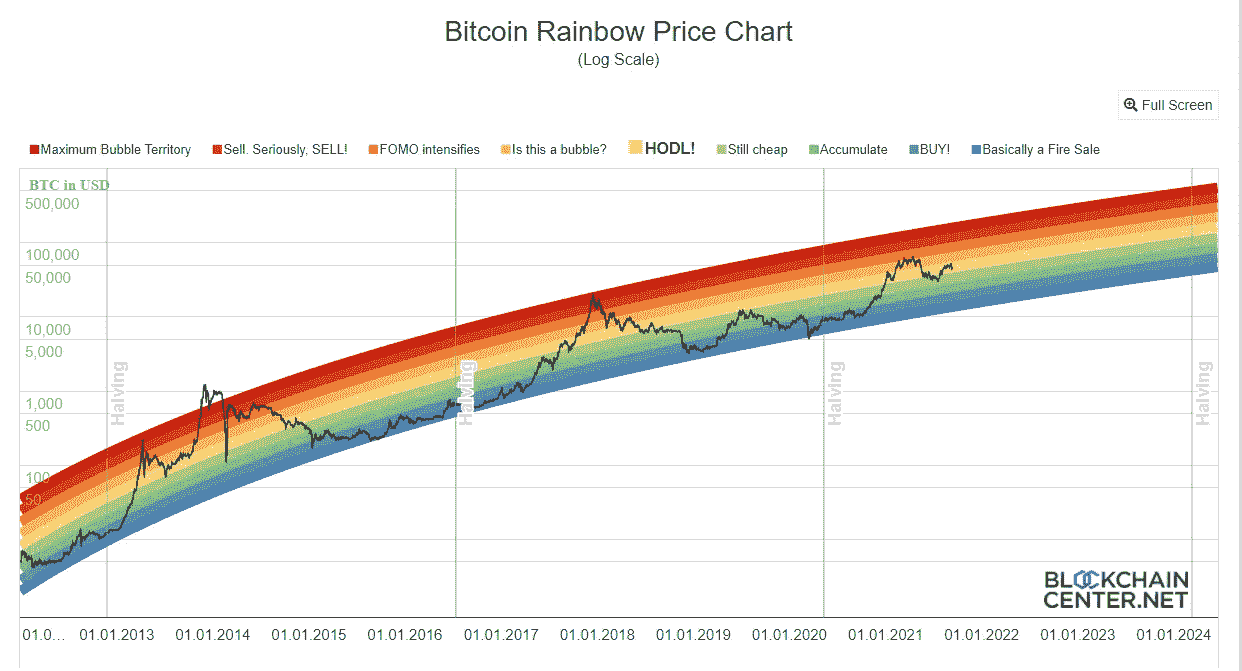 Bitcoin Rainbow Price Chart
(Log Scale)
Full Screen
Maximum Bubble Territory Sell. Seriously, SELL! FOMO intensifies Is this a bubble? HODL! Still cheap Accumulate BUY! Basically a Fire Sale
BTC in USD
500,000
100,000
50,000
10,000
5,000
1,000
500
100
50
Halving
Halving
Halving
Halving
BLOCKCHAIN
CENTER.NET
01.0... 01.01.2013 01.01.2014 01.01.2015 01.01.2016 01.01.2017 01.01.2018 01.01.2019 01.01.2020 01.01.2021 01.01.2022 01.01.2023 01.01.2024